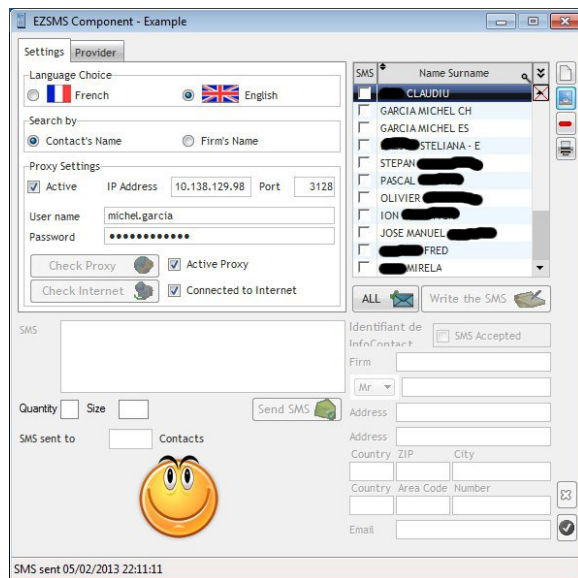 EZSMS Component - Example
Settings Provider
Language Choice
French English
Search by
Contact's Name Firm's Name
Proxy Settings
Active IP Address 10.138.129.98 Port 3128
User name michel.garcia
Password ••••••••••••
Check Proxy Active Proxy
Check Internet Connected to Internet
SMS Name Surname
CLAUDIU
GARCIA MICHEL CH
GARCIA MICHEL ES
STELIANA - E
STEPAN
PASCAL
OLIVIER
ION
JOSE MANUEL
FRED
MIRELA
ALL Write the SMS
SMS
Quantity Size Send SMS
SMS sent to Contacts
Identifiant de
InfoContact SMS Accepted
Firm
Mr
Address
Address
Country ZIP City
Country Area Code Number
Email
SMS sent 05/02/2013 22:11:11